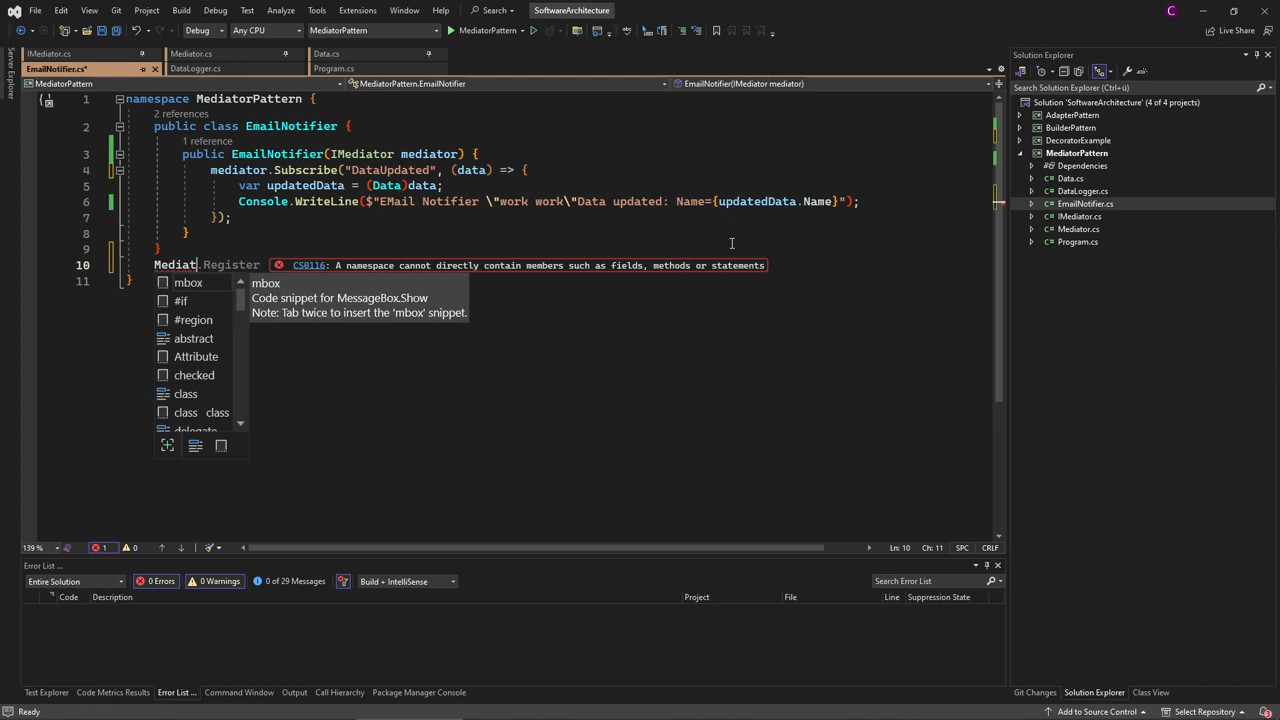 File Edit View Git Project Build Debug Test Analyze Tools Extensions Window Help Search SoftwareArchitecture C
Debug Any CPU MediatorPattern MediatorPattern Live Share
IMediator.cs Mediator.cs Data.cs
EmailNotifier.cs* DataLogger.cs Program.cs
MediatorPattern MediatorPattern.EmailNotifier EmailNotifier(IMediator mediator)
Server Explorer
1 namespace MediatorPattern {
2 references
2 public class EmailNotifier {
1 reference
3 public EmailNotifier(IMediator mediator) {
4 mediator.Subscribe("DataUpdated", (data) => {
5 var updatedData = (Data)data;
6 Console.WriteLine($"EMail Notifier \"work work\"Data updated: Name={updatedData.Name}");
7 });
8 }
9 }
10 Mediat.Register CS0116: A namespace cannot directly contain members such as fields, methods or statements
11 }
mbox
#if
#region
abstract
Attribute
checked
class
class class
delegate
mbox
Code snippet for MessageBox.Show
Note: Tab twice to insert the 'mbox' snippet.
139 % 1 0 Ln: 10 Ch: 11 SPC CRLF
Error List ...
Entire Solution 0 Errors 0 Warnings 0 of 29 Messages Build + IntelliSense Search Error List
Code Description Project File Line Suppression State
Test Explorer Code Metrics Results Error List ... Command Window Output Call Hierarchy Package Manager Console
Solution Explorer
Search Solution Explorer (Ctrl+ü)
Solution 'SoftwareArchitecture' (4 of 4 projects)
AdapterPattern
BuilderPattern
DecoratorExample
MediatorPattern
Dependencies
Data.cs
DataLogger.cs
EmailNotifier.cs
IMediator.cs
Mediator.cs
Program.cs
Git Changes Solution Explorer Class View
Ready Add to Source Control Select Repository